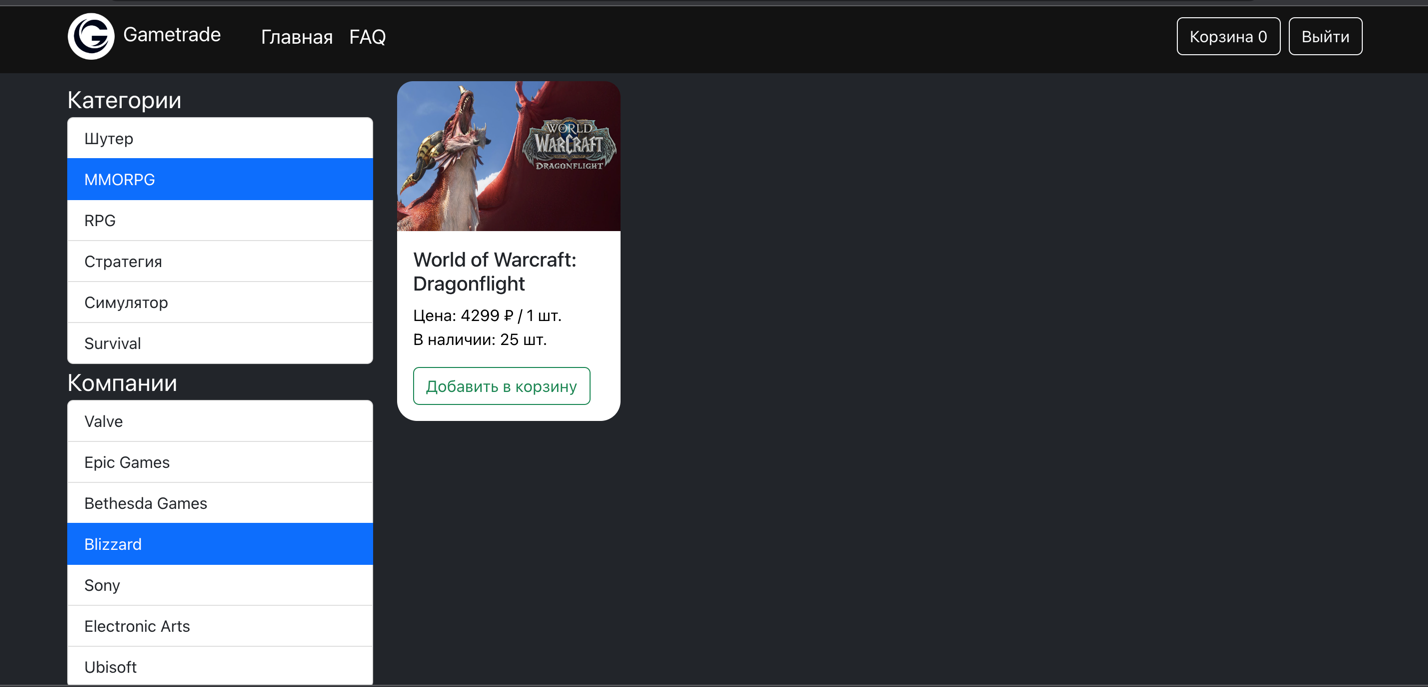 Gametrade
Главная
FAQ
Корзина 0
Выйти
Категории
Шутер
MMORPG
RPG
Стратегия
Симулятор
Survival
Компании
Valve
Epic Games
Bethesda Games
Blizzard
Sony
Electronic Arts
Ubisoft
WORLD
WARCRAFT
DRAGONFLIGHT
World of Warcraft:
Dragonflight
Цена: 4299 ₽ / 1 шт.
В наличии: 25 шт.
Добавить в корзину